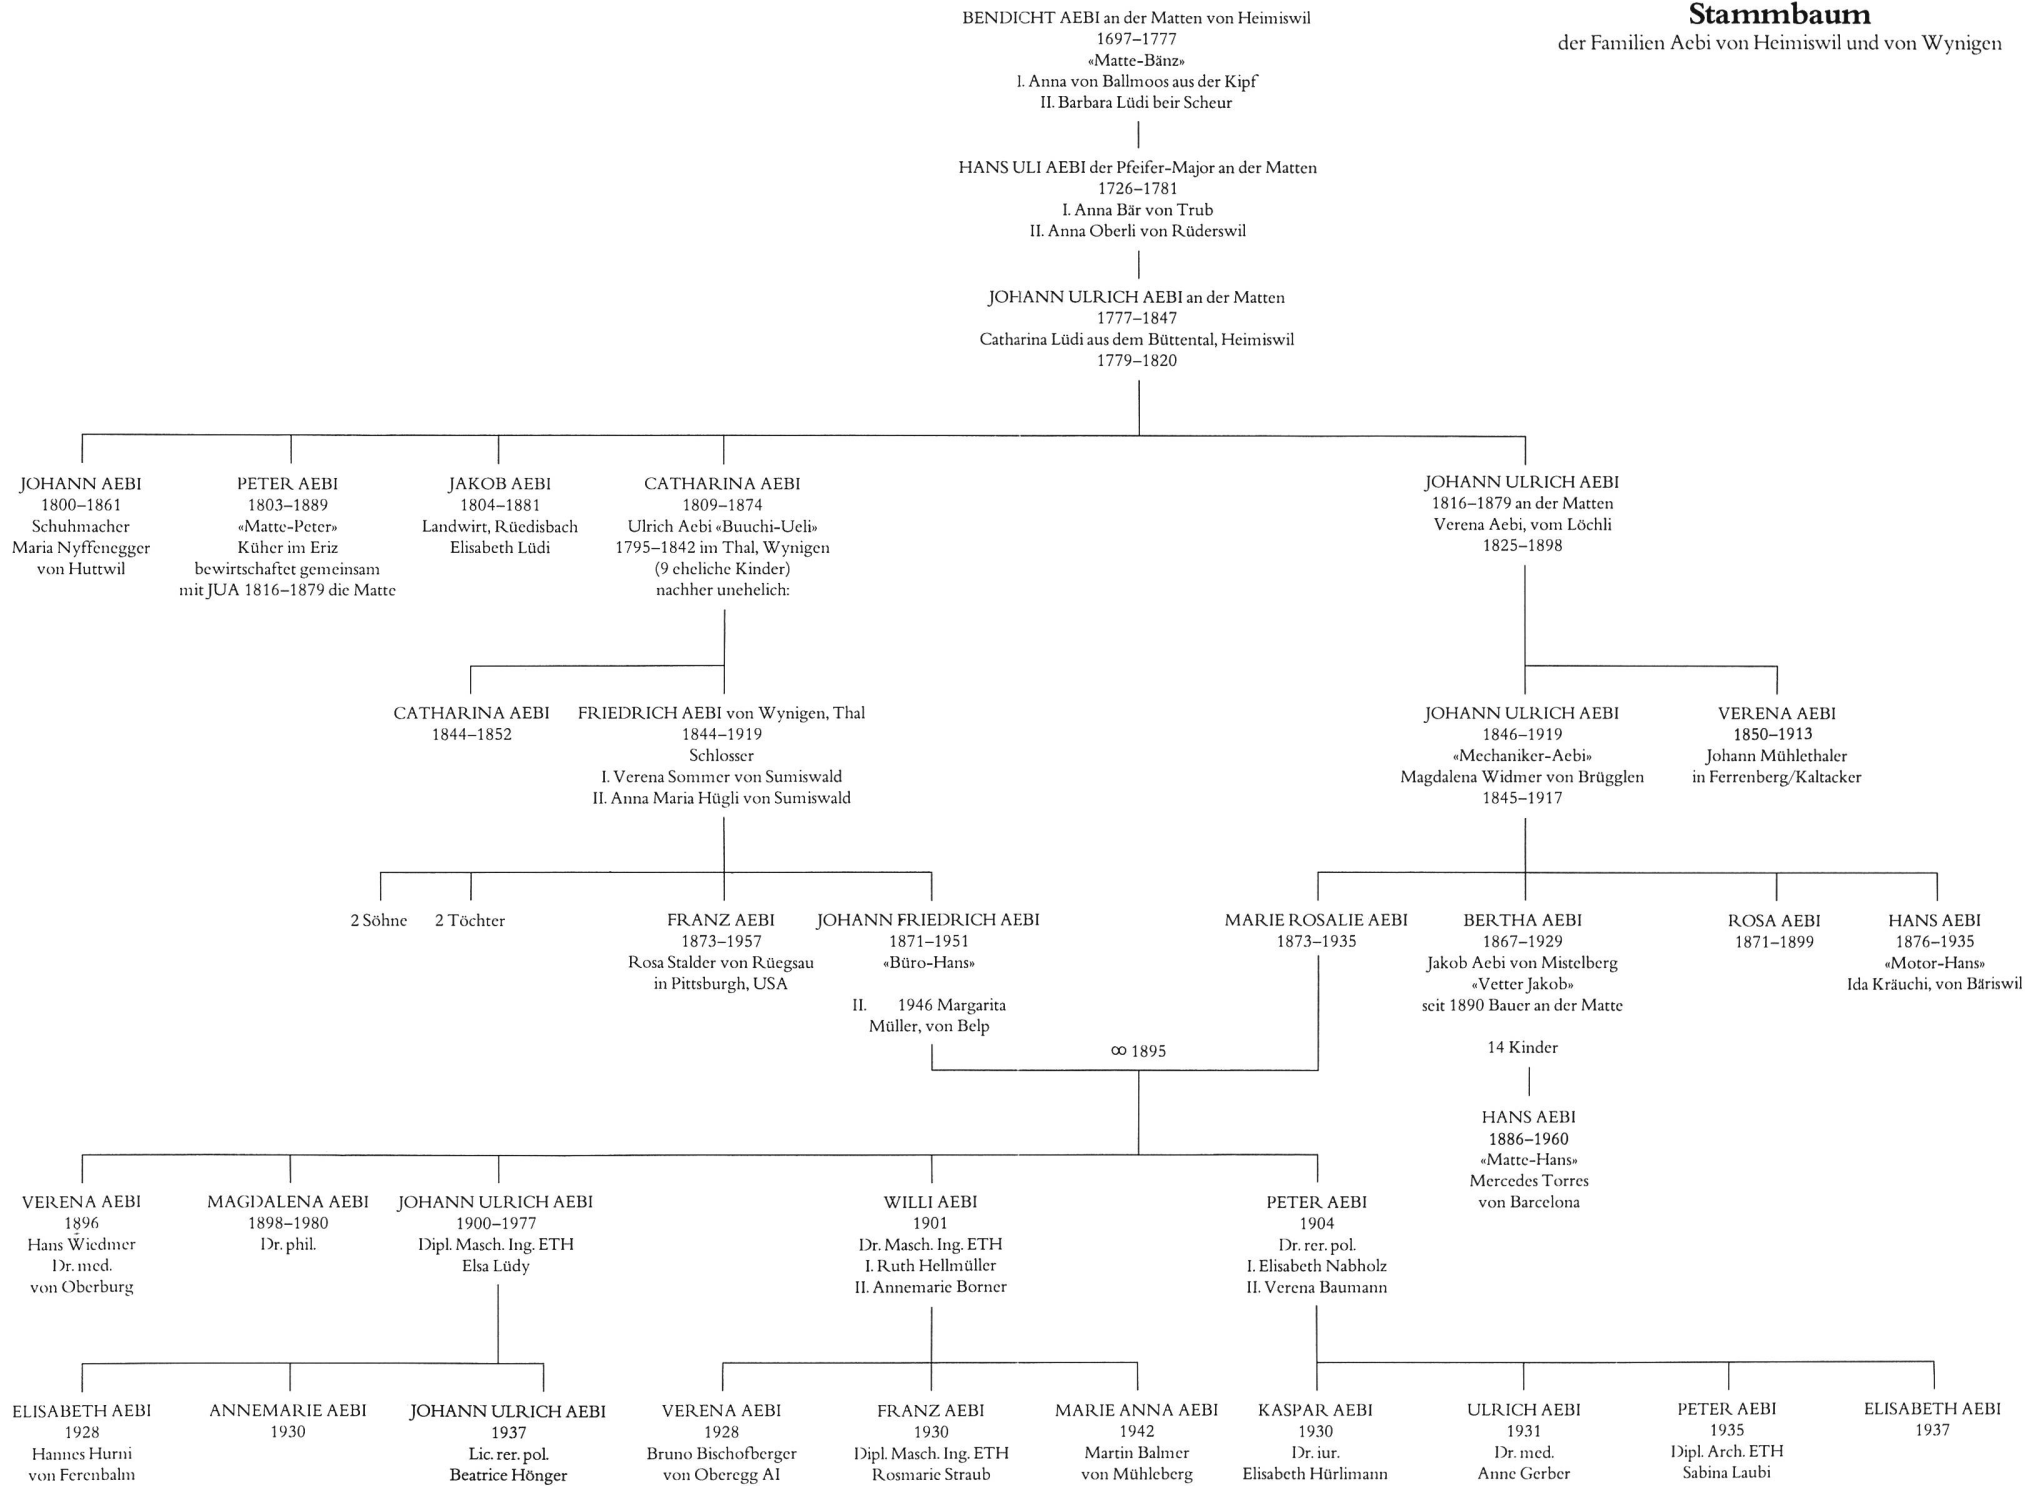 Stammbaum
der Familien Aebi von Heimiswil und von Wynigen
BENDICHT AEBI an der Matten von Heimiswil
1697–1777
«Matte-Bänz»
I. Anna von Ballmoos aus der Kipf
II. Barbara Lüdi beir Scheur
HANS ULI AEBI der Pfeifer-Major an der Matten
1726–1781
I. Anna Bär von Trub
II. Anna Oberli von Rüderswil
JOHANN ULRICH AEBI an der Matten
1777–1847
Catharina Lüdi aus dem Büttental, Heimiswil
1779–1820
JOHANN AEBI
1800–1861
Schuhmacher
Maria Nyffenegger
von Huttwil
PETER AEBI
1803–1889
«Matte-Peter»
Küher im Eriz
bewirtschaftet gemeinsam
mit JUA 1816–1879 die Matte
JAKOB AEBI
1804–1881
Landwirt, Rüedisbach
Elisabeth Lüdi
CATHARINA AEBI
1809–1874
Ulrich Aebi «Buuchi-Ueli»
1795–1842 im Thal, Wynigen
(9 eheliche Kinder)
nachher unehelich:
JOHANN ULRICH AEBI
1816–1879 an der Matten
Verena Aebi, vom Löchli
1825–1898
CATHARINA AEBI
1844–1852
FRIEDRICH AEBI von Wynigen, Thal
1844–1919
Schlosser
I. Verena Sommer von Sumiswald
II. Anna Maria Hügli von Sumiswald
JOHANN ULRICH AEBI
1846–1919
«Mechaniker-Aebi»
Magdalena Widmer von Brügglen
1845–1917
VERENA AEBI
1850–1913
Johann Mühlethaler
in Ferrenberg/Kaltacker
2 Söhne
2 Töchter
FRANZ AEBI
1873–1957
Rosa Stalder von Rüegsau
in Pittsburgh, USA
JOHANN FRIEDRICH AEBI
1871–1951
«Büro-Hans»
II. 1946 Margarita
Müller, von Belp
MARIE ROSALIE AEBI
1873–1935
BERTHA AEBI
1867–1929
Jakob Aebi von Mistelberg
«Vetter Jakob»
seit 1890 Bauer an der Matte
14 Kinder
ROSA AEBI
1871–1899
HANS AEBI
1876–1935
«Motor-Hans»
Ida Kräuchi, von Bäriswil
∞ 1895
HANS AEBI
1886–1960
«Matte-Hans»
Mercedes Torres
von Barcelona
VERENA AEBI
1896
Hans Wiedmer
Dr. med.
von Oberburg
MAGDALENA AEBI
1898–1980
Dr. phil.
JOHANN ULRICH AEBI
1900–1977
Dipl. Masch. Ing. ETH
Elsa Lüdy
WILLI AEBI
1901
Dr. Masch. Ing. ETH
I. Ruth Hellmüller
II. Annemarie Borner
PETER AEBI
1904
Dr. rer. pol.
I. Elisabeth Nabholz
II. Verena Baumann
ELISABETH AEBI
1928
Hannes Hurni
von Ferenbalm
ANNEMARIE AEBI
1930
JOHANN ULRICH AEBI
1937
Lic. rer. pol.
Beatrice Hönger
VERENA AEBI
1928
Bruno Bischofberger
von Oberegg AI
FRANZ AEBI
1930
Dipl. Masch. Ing. ETH
Rosmarie Straub
MARIE ANNA AEBI
1942
Martin Balmer
von Mühleberg
KASPAR AEBI
1930
Dr. iur.
Elisabeth Hürlimann
ULRICH AEBI
1931
Dr. med.
Anne Gerber
PETER AEBI
1935
Dipl. Arch. ETH
Sabina Laubi
ELISABETH AEBI
1937